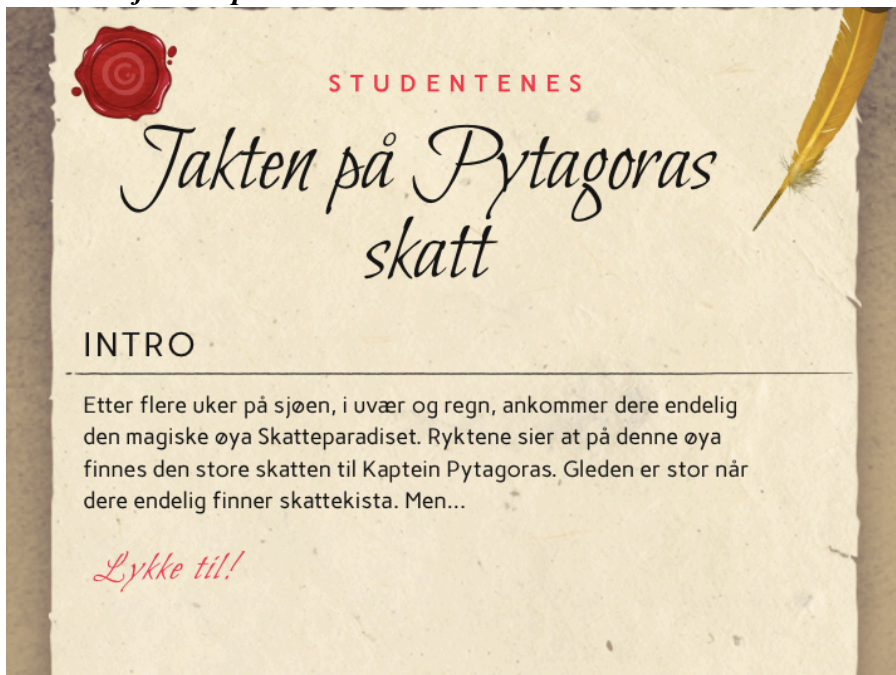 STUDENTENES
Jakten på Pytagoras
skatt
INTRO
Etter flere uker på sjøen, i uvær og regn, ankommer dere endelig
den magiske øya Skatteparadiset. Ryktene sier at på denne øya
finnes den store skatten til Kaptein Pytagoras. Gleden er stor når
dere endelig finner skattekista. Men...
Lykke til!